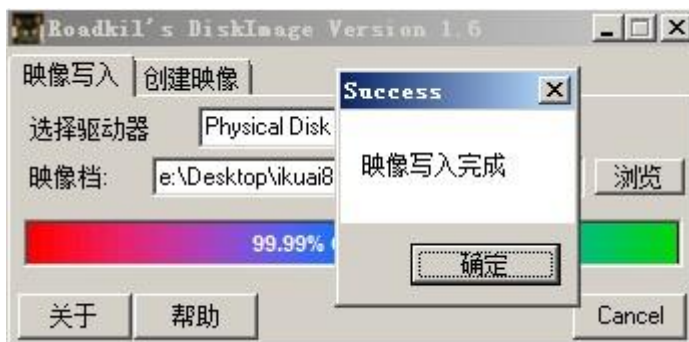 Roadkil's DiskImage Version 1.6
映像写入 创建映像
选择驱动器 Physical Disk
映像档: e:\Desktop\ikuai8 浏览
99.99%
关于 帮助 Cancel
Success
映像写入完成
确定